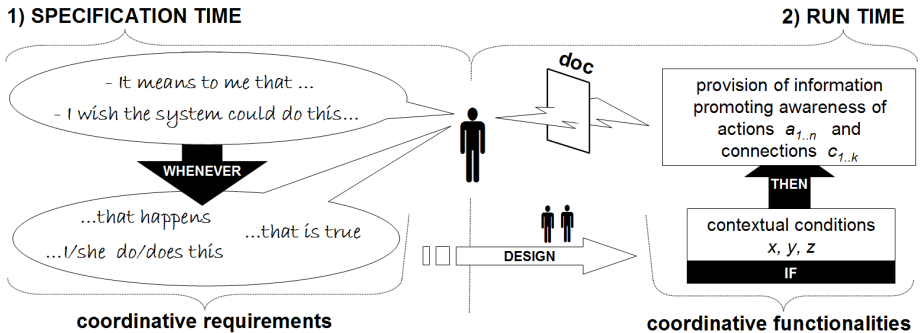 1) SPECIFICATION TIME
2) RUN TIME
- It means to me that ...
- I wish the system could do this...
WHENEVER
...that happens
...that is true
...I/she do/does this
coordinative requirements
doc
DESIGN
provision of information
promoting awareness of
actions a1..n and
connections c1..k
THEN
contextual conditions
x, y, z
IF
coordinative functionalities